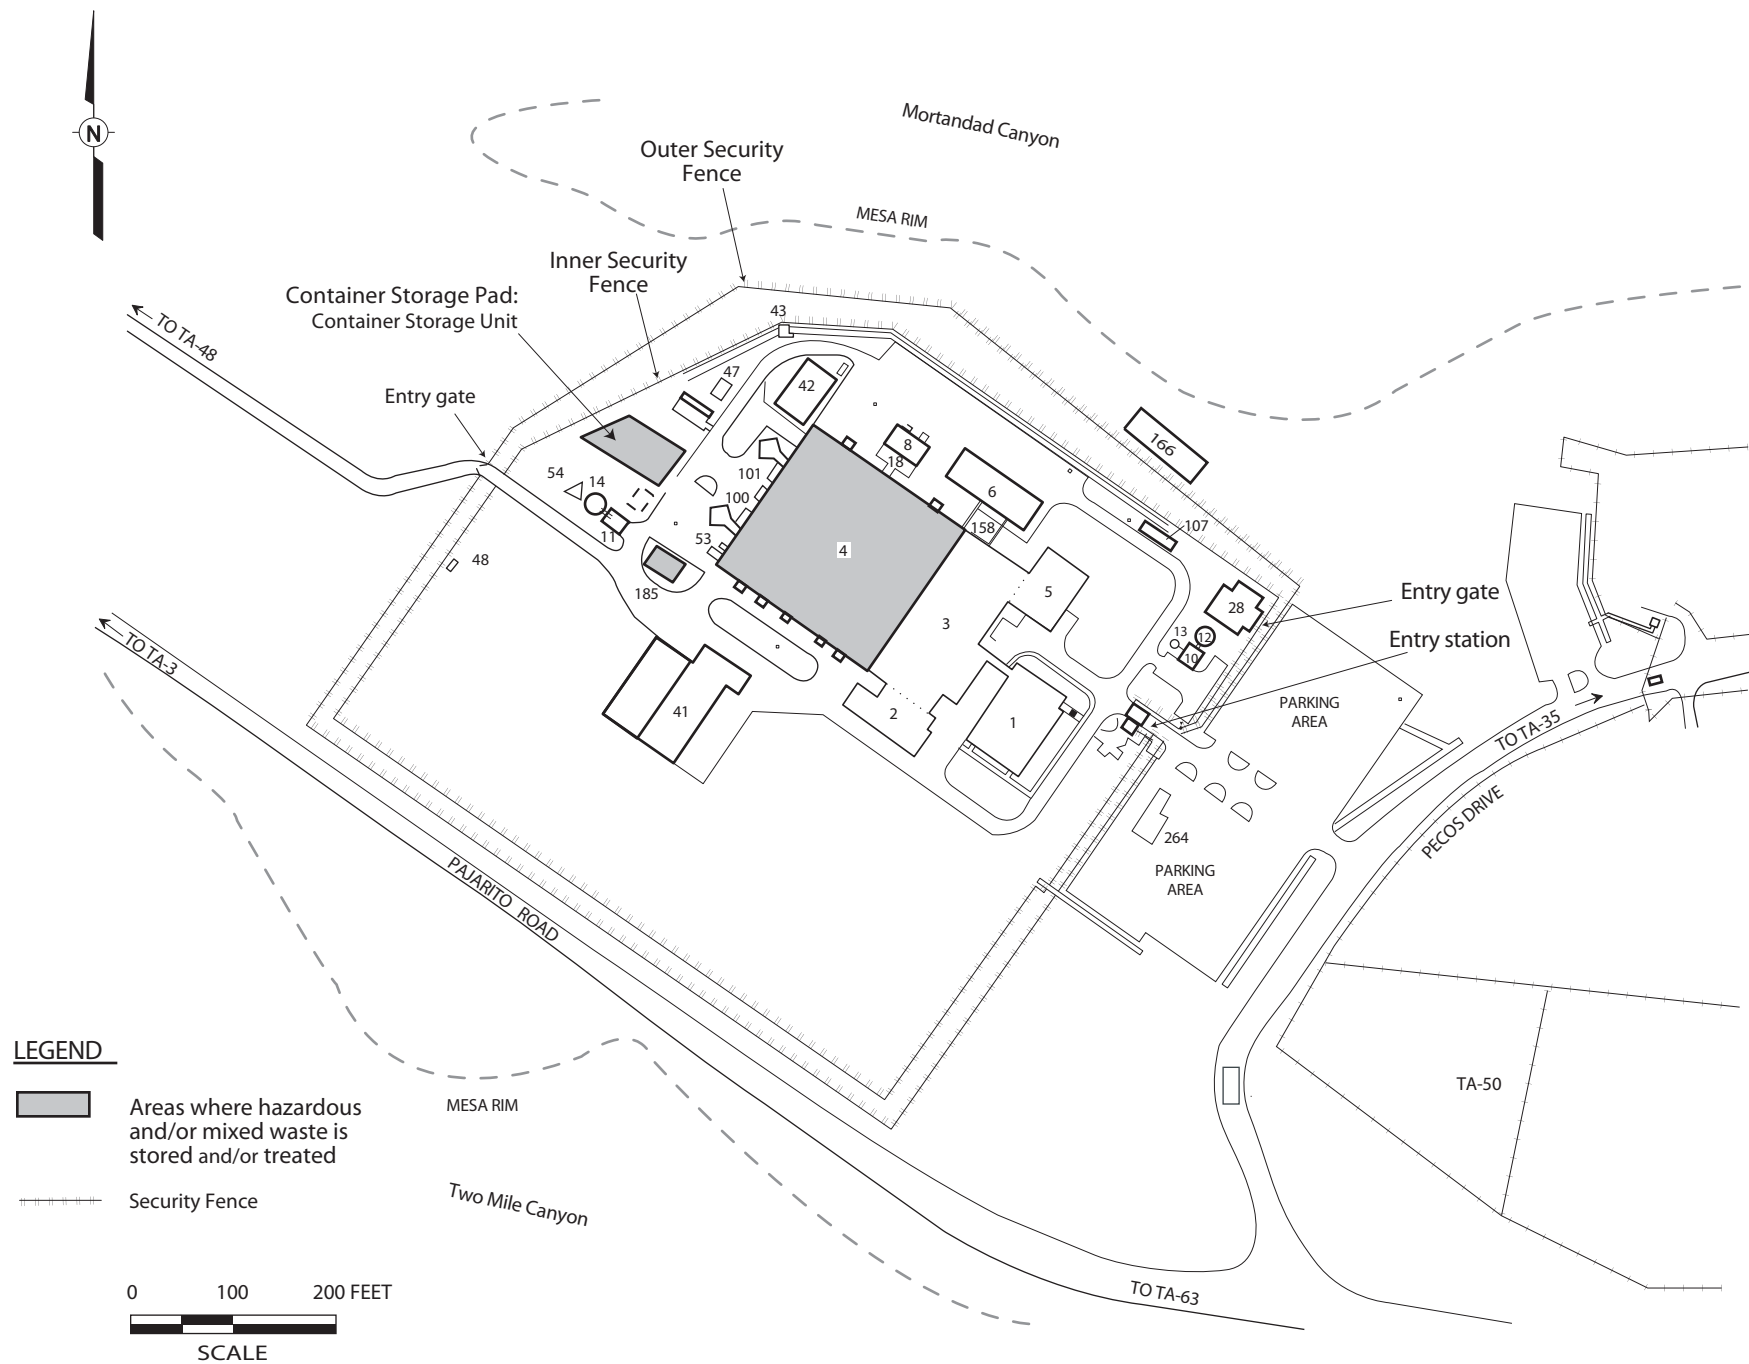 N
Mortandad Canyon
Outer Security
Fence
MESA RIM
Inner Security
Fence
Container Storage Pad:
Container Storage Unit
43
TO TA-48
47
42
Entry gate
166
8
18
101
54
14
6
100
158
107
11
53
4
48
185
5
Entry gate
28
3
13
12
Entry station
10
TO TA-3
PARKING
AREA
41
2
1
TO TA-35
PECOS DRIVE
264
PARKING
AREA
PAJARITO ROAD
LEGEND
TA-50
Areas where hazardous
and/or mixed waste is
stored and/or treated
MESA RIM
Security Fence
Two Mile Canyon
0 100 200 FEET
TO TA-63
SCALE